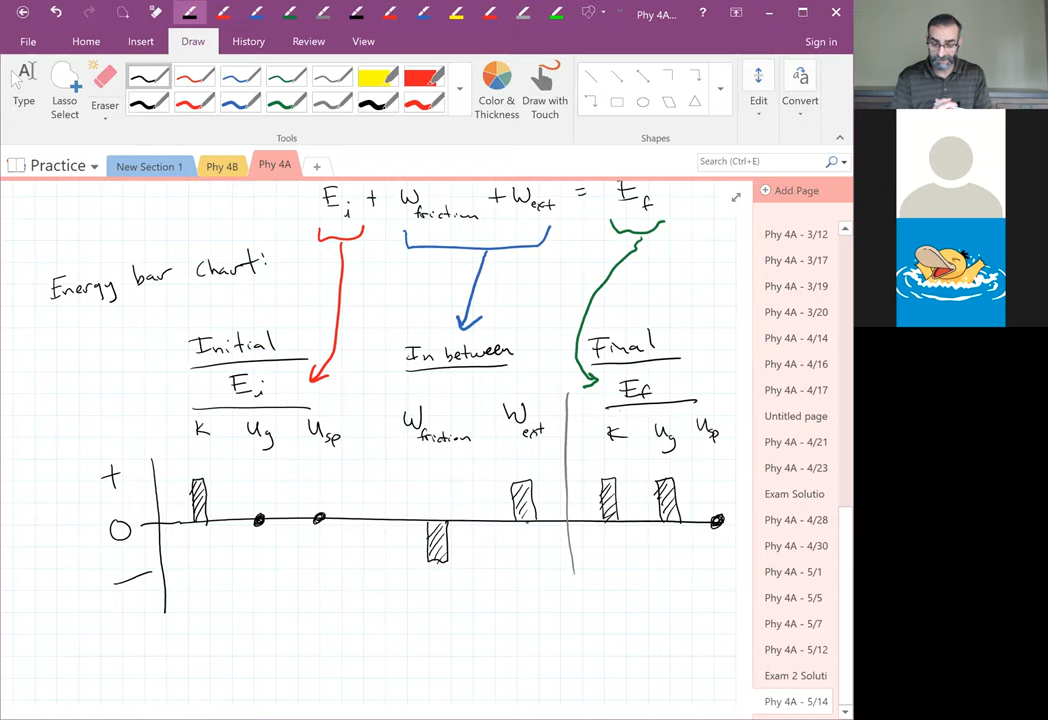 Phy 4A...
?
File
Home
Insert
Draw
History
Review
View
Sign in
Type
Lasso Select
Eraser
Color & Thickness
Draw with Touch
Edit
Convert
Tools
Shapes
Practice
New Section 1
Phy 4B
Phy 4A
+
Search (Ctrl+E)
Add Page
Phy 4A - 3/12
Phy 4A - 3/17
Phy 4A - 3/19
Phy 4A - 3/20
Phy 4A - 4/14
Phy 4A - 4/16
Phy 4A - 4/17
Untitled page
Phy 4A - 4/21
Phy 4A - 4/23
Exam Solutio
Phy 4A - 4/28
Phy 4A - 4/30
Phy 4A - 5/1
Phy 4A - 5/5
Phy 4A - 5/7
Phy 4A - 5/12
Exam 2 Soluti
Phy 4A - 5/14
Ei + Wfriction + Wext = Ef
Energy bar chart:
Initial In between Final
Ei Ef
K Ug Usp Wfriction Wext K Ug Usp
+
0
−